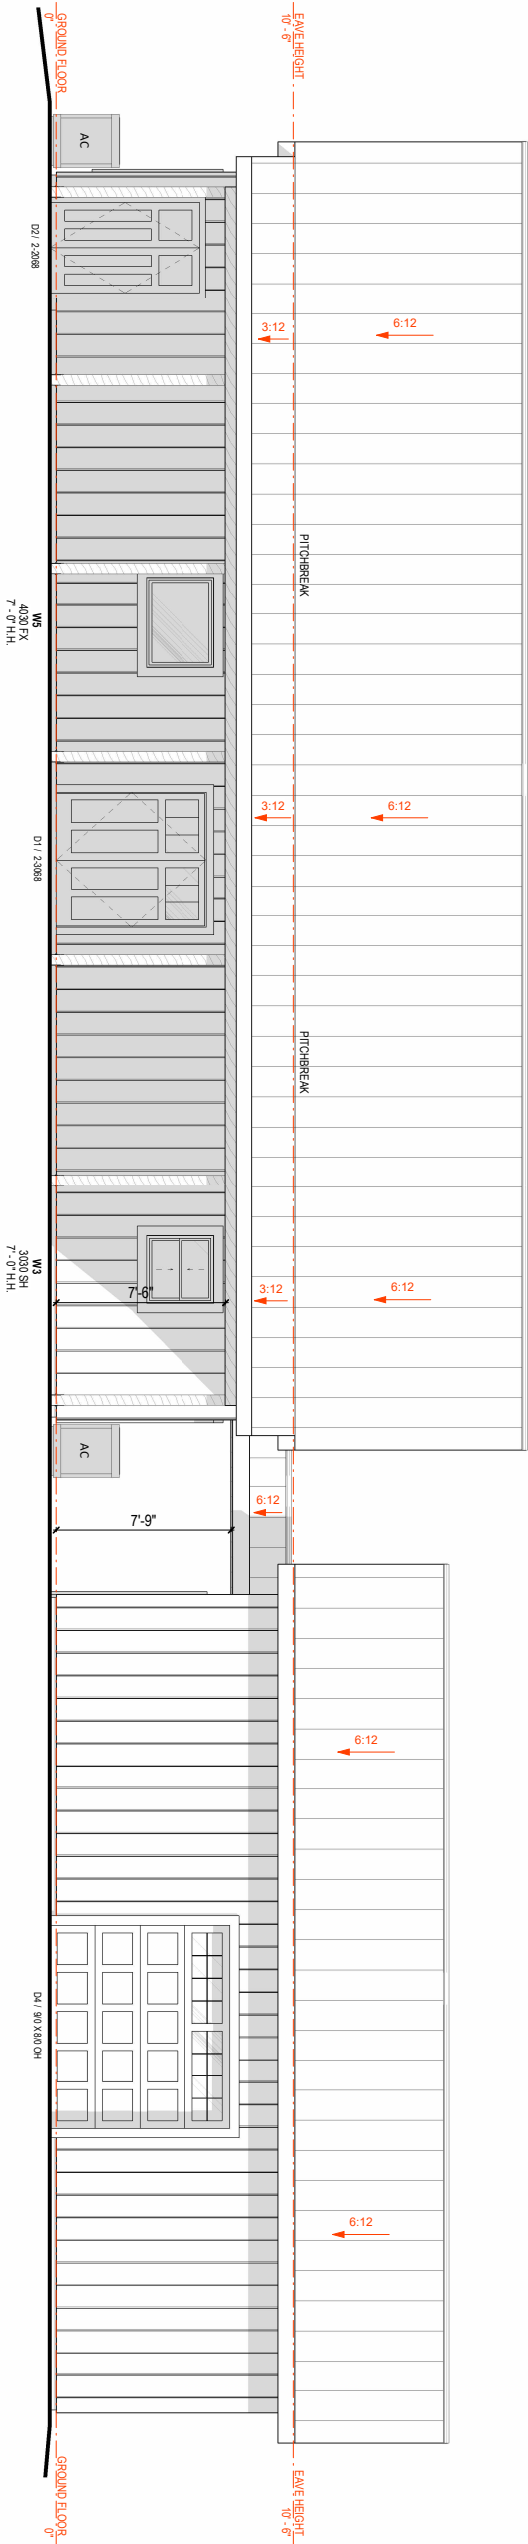 EAVE HEIGHT
10' - 6"
GROUND FLOOR
0"
AC
D2 / 2-2068
3:12
6:12
PITCHBREAK
W5
4030 FX
7' - 0" H.H.
3:12
6:12
D1 / 2-3068
PITCHBREAK
W3
3030 SH
7' - 0" H.H.
7'-6"
3:12
6:12
AC
6:12
7'-9"
6:12
D4 / 9/0 X 8/0 OH
6:12
EAVE HEIGHT
10' - 6"
GROUND FLOOR
0"